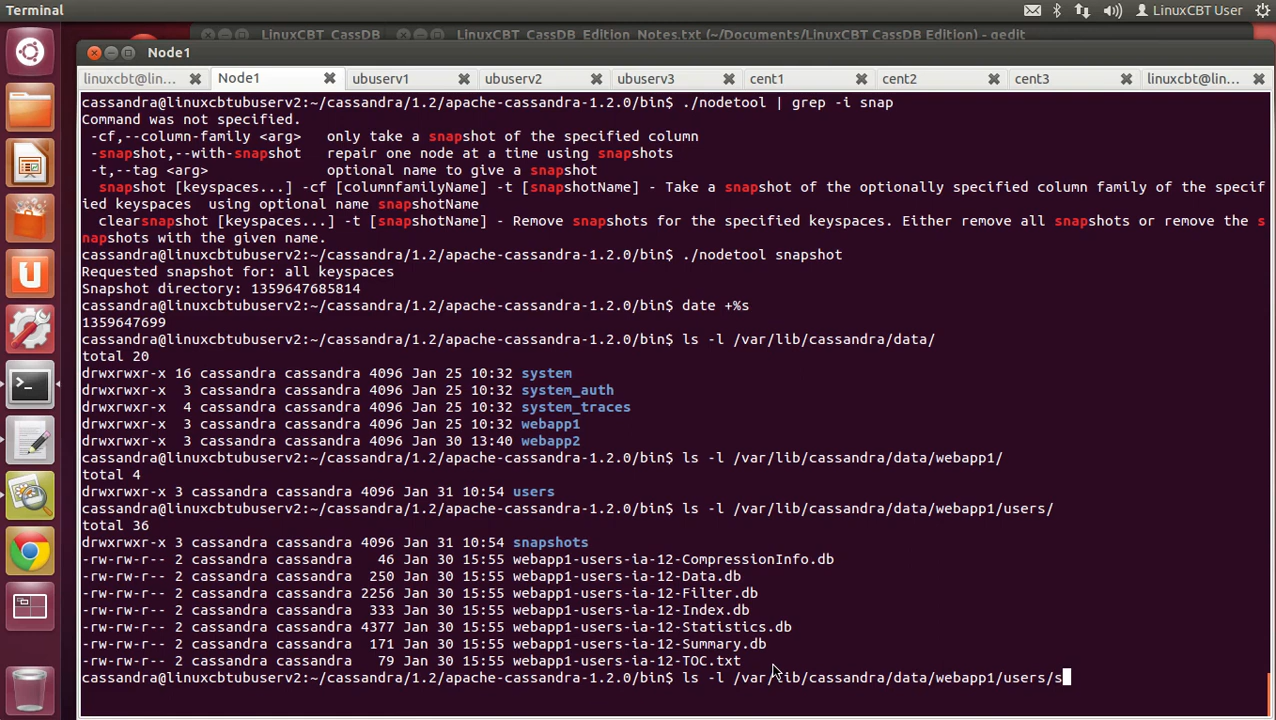 Terminal
LinuxCBT User
LinuxCBT_CassDB
LinuxCBT_CassDB_Edition_Notes.txt (~/Documents/LinuxCBT CassDB Edition) - gedit
Node1
linuxcbt@lin... Node1 ubuserv1 ubuserv2 ubuserv3 cent1 cent2 cent3 linuxcbt@lin...
cassandra@linuxcbtubuserv2:~/cassandra/1.2/apache-cassandra-1.2.0/bin$ ./nodetool | grep -i snap
Command was not specified.
-cf,--column-family <arg>   only take a snapshot of the specified column
-snapshot,--with-snapshot   repair one node at a time using snapshots
-t,--tag <arg>              optional name to give a snapshot
snapshot [keyspaces...] -cf [columnfamilyName] -t [snapshotName] - Take a snapshot of the optionally specified column family of the specif
ied keyspaces  using optional name snapshotName
clearsnapshot [keyspaces...] -t [snapshotName] - Remove snapshots for the specified keyspaces. Either remove all snapshots or remove the s
napshots with the given name.
cassandra@linuxcbtubuserv2:~/cassandra/1.2/apache-cassandra-1.2.0/bin$ ./nodetool snapshot
Requested snapshot for: all keyspaces
Snapshot directory: 1359647685814
cassandra@linuxcbtubuserv2:~/cassandra/1.2/apache-cassandra-1.2.0/bin$ date +%s
1359647699
cassandra@linuxcbtubuserv2:~/cassandra/1.2/apache-cassandra-1.2.0/bin$ ls -l /var/lib/cassandra/data/
total 20
drwxrwxr-x 16 cassandra cassandra 4096 Jan 25 10:32 system
drwxrwxr-x  3 cassandra cassandra 4096 Jan 25 10:32 system_auth
drwxrwxr-x  4 cassandra cassandra 4096 Jan 25 10:32 system_traces
drwxrwxr-x  3 cassandra cassandra 4096 Jan 25 10:32 webapp1
drwxrwxr-x  3 cassandra cassandra 4096 Jan 30 13:40 webapp2
cassandra@linuxcbtubuserv2:~/cassandra/1.2/apache-cassandra-1.2.0/bin$ ls -l /var/lib/cassandra/data/webapp1/
total 4
drwxrwxr-x 3 cassandra cassandra 4096 Jan 31 10:54 users
cassandra@linuxcbtubuserv2:~/cassandra/1.2/apache-cassandra-1.2.0/bin$ ls -l /var/lib/cassandra/data/webapp1/users/
total 36
drwxrwxr-x 3 cassandra cassandra 4096 Jan 31 10:54 snapshots
-rw-rw-r-- 2 cassandra cassandra   46 Jan 30 15:55 webapp1-users-ia-12-CompressionInfo.db
-rw-rw-r-- 2 cassandra cassandra  250 Jan 30 15:55 webapp1-users-ia-12-Data.db
-rw-rw-r-- 2 cassandra cassandra 2256 Jan 30 15:55 webapp1-users-ia-12-Filter.db
-rw-rw-r-- 2 cassandra cassandra  333 Jan 30 15:55 webapp1-users-ia-12-Index.db
-rw-rw-r-- 2 cassandra cassandra 4377 Jan 30 15:55 webapp1-users-ia-12-Statistics.db
-rw-rw-r-- 2 cassandra cassandra  171 Jan 30 15:55 webapp1-users-ia-12-Summary.db
-rw-rw-r-- 2 cassandra cassandra   79 Jan 30 15:55 webapp1-users-ia-12-TOC.txt
cassandra@linuxcbtubuserv2:~/cassandra/1.2/apache-cassandra-1.2.0/bin$ ls -l /var/lib/cassandra/data/webapp1/users/s